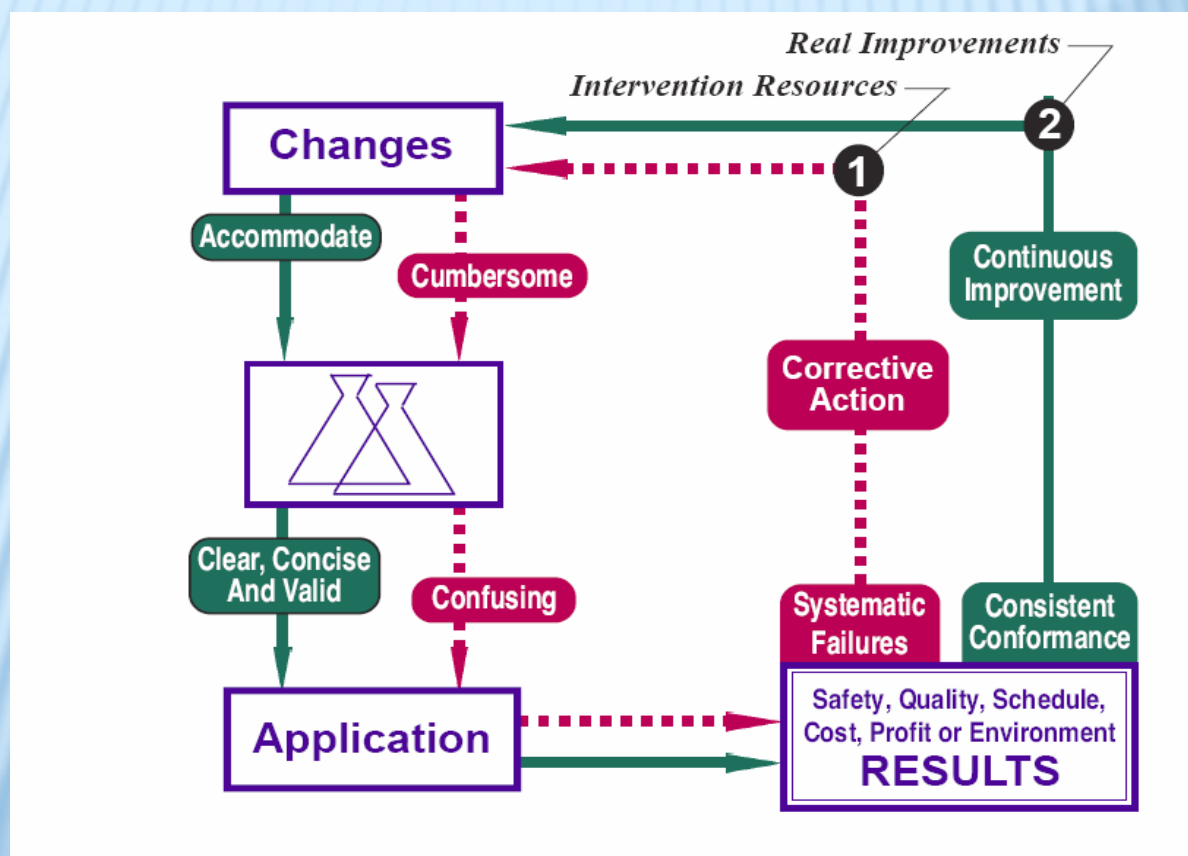 Real Improvements
Intervention Resources
2
Changes
1
Accommodate
Continuous
Improvement
Cumbersome
Corrective
Action
Clear, Concise
And Valid
Confusing
Systematic
Failures
Consistent
Conformance
Application
Safety, Quality, Schedule,
Cost, Profit or Environment
RESULTS